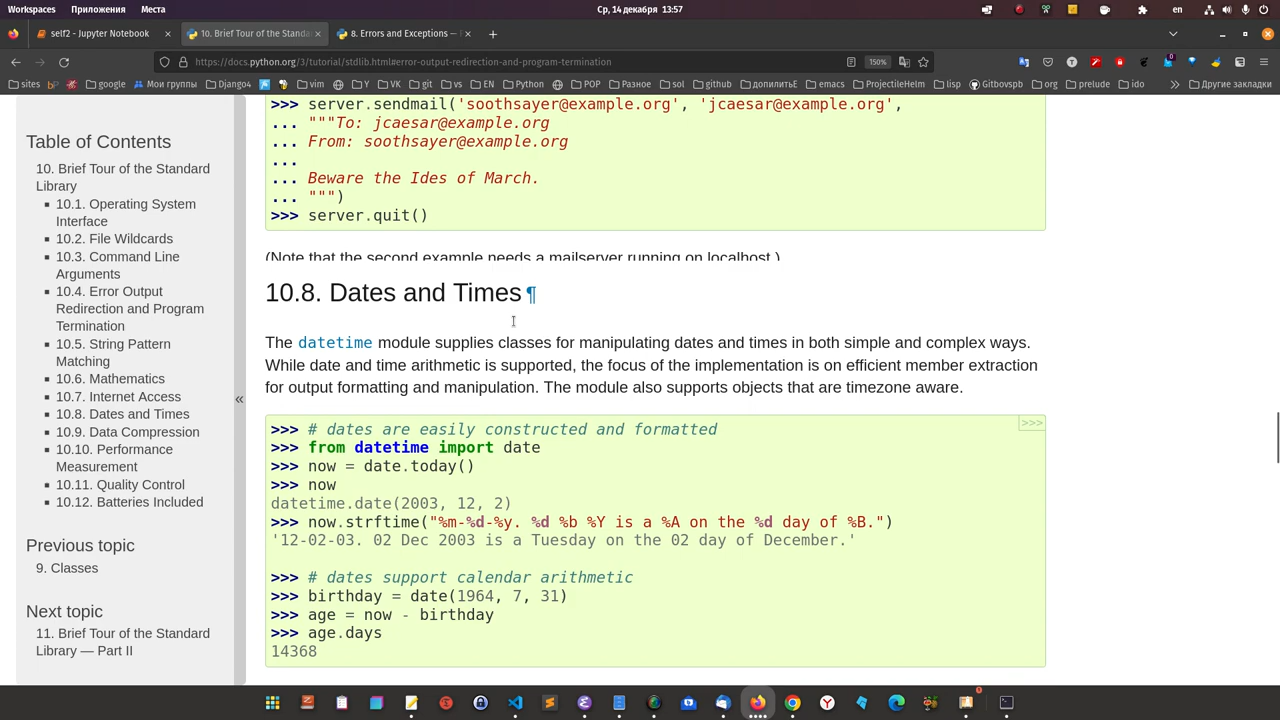 Workspaces Приложения Места Ср, 14 декабря 13:57 en
self2 - Jupyter Notebook × 10. Brief Tour of the Standa × 8. Errors and Exceptions — × +
https://docs.python.org/3/tutorial/stdlib.html#error-output-redirection-and-program-termination 150%
sites google Мои группы Django4 vim Y VK git vs EN Python POP Разное sol github допилитЬ emacs ProjectileHelm lisp Gitbovspb org prelude ido Другие закладки
Table of Contents
10. Brief Tour of the Standard
Library
10.1. Operating System
Interface
10.2. File Wildcards
10.3. Command Line
Arguments
10.4. Error Output
Redirection and Program
Termination
10.5. String Pattern
Matching
10.6. Mathematics
10.7. Internet Access
10.8. Dates and Times
10.9. Data Compression
10.10. Performance
Measurement
10.11. Quality Control
10.12. Batteries Included
Previous topic
9. Classes
Next topic
11. Brief Tour of the Standard
Library — Part II
«
>>> server.sendmail('soothsayer@example.org', 'jcaesar@example.org',
... """To: jcaesar@example.org
... From: soothsayer@example.org
...
... Beware the Ides of March.
... """)
>>> server.quit()
(Note that the second example needs a mailserver running on localhost.)
10.8. Dates and Times¶
The datetime module supplies classes for manipulating dates and times in both simple and complex ways.
While date and time arithmetic is supported, the focus of the implementation is on efficient member extraction
for output formatting and manipulation. The module also supports objects that are timezone aware.
>>> # dates are easily constructed and formatted >>>
>>> from datetime import date
>>> now = date.today()
>>> now
datetime.date(2003, 12, 2)
>>> now.strftime("%m-%d-%y. %d %b %Y is a %A on the %d day of %B.")
'12-02-03. 02 Dec 2003 is a Tuesday on the 02 day of December.'
>>> # dates support calendar arithmetic
>>> birthday = date(1964, 7, 31)
>>> age = now - birthday
>>> age.days
14368